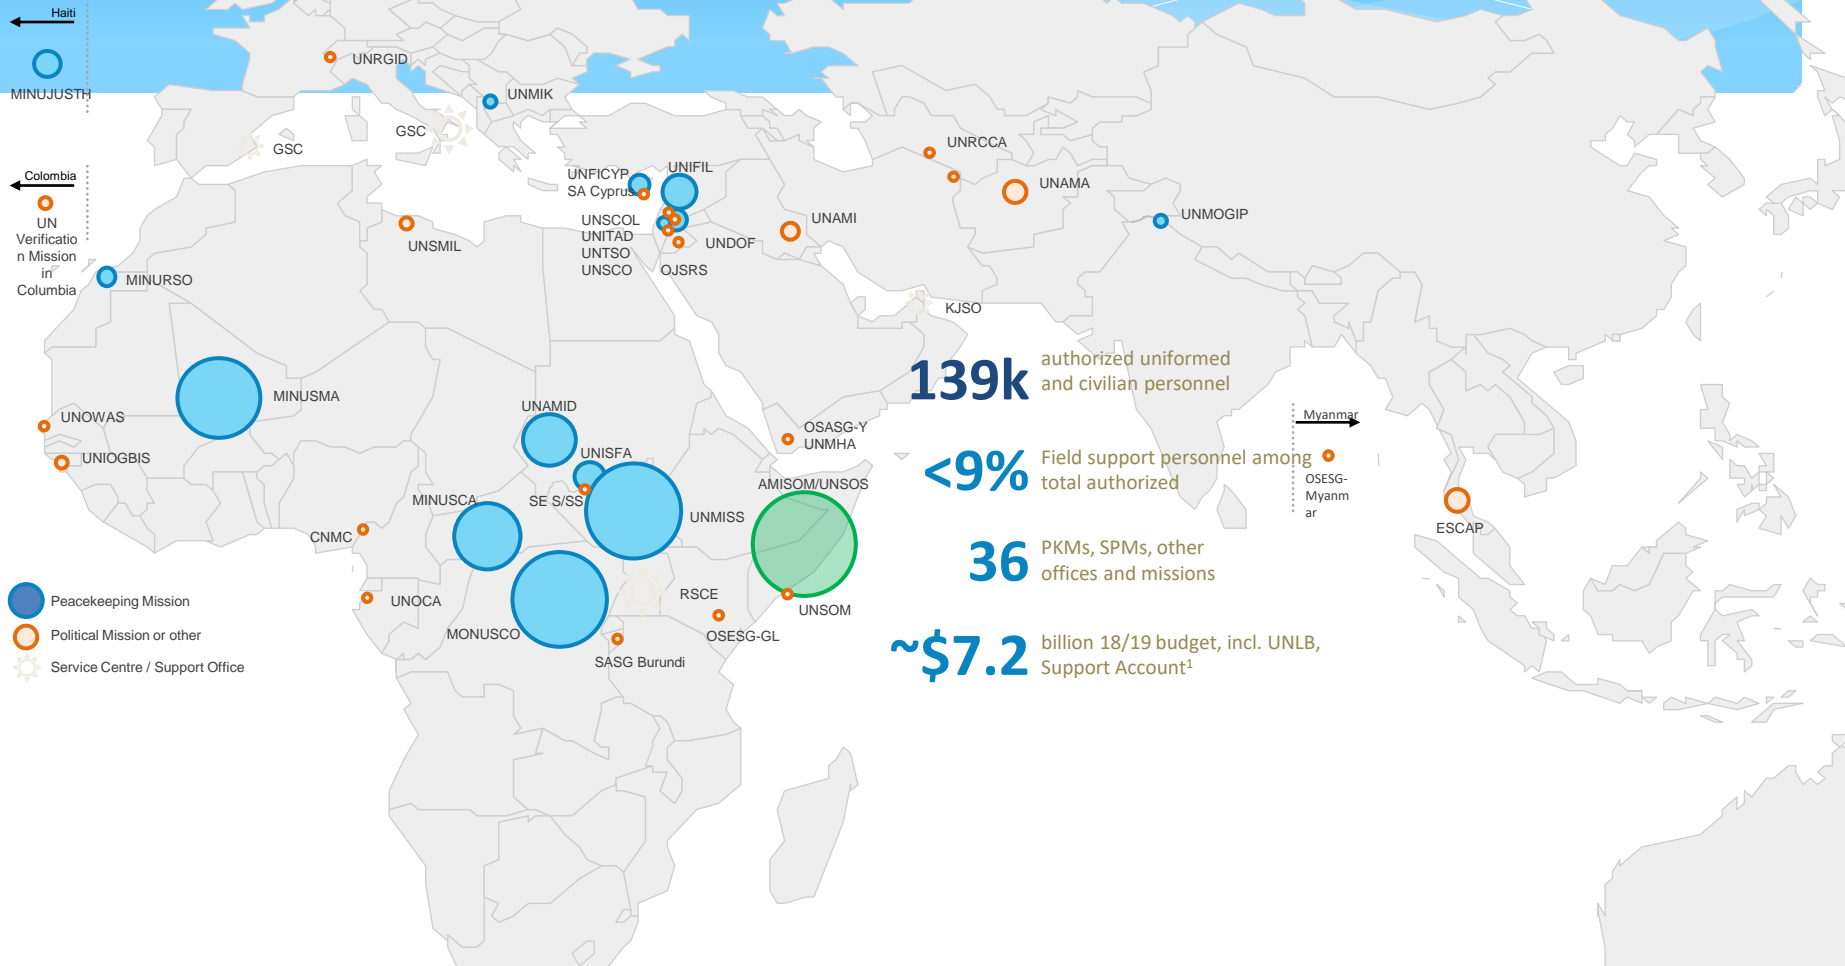 Haiti
MINUJUSTH
UNRGID
UNMIK
GSC
GSC
Colombia
UN
Verificatio
n Mission
in
Columbia
UNSMIL
MINURSO
UNFICYP
SA Cyprus
UNIFIL
UNSCOL
UNITAD
UNTSO
UNSCO
UNDOF
OJSRS
UNAMI
UNRCCA
UNAMA
UNMOGIP
KJSO
MINUSMA
UNOWAS
UNIOGBIS
UNAMID
UNISFA
MINUSCA
SE S/SS
UNMISS
CNMC
UNOCA
MONUSCO
RSCE
OSESG-GL
SASG Burundi
OSASG-Y
UNMHA
AMISOM/UNSOS
UNSOM
139k
authorized uniformed
and civilian personnel
<9%
Field support personnel among
total authorized
36
PKMs, SPMs, other
offices and missions
~$7.2
billion 18/19 budget, incl. UNLB,
Support Account¹
Myanmar
OSESG-
Myanm
ar
ESCAP
Peacekeeping Mission
Political Mission or other
Service Centre / Support Office